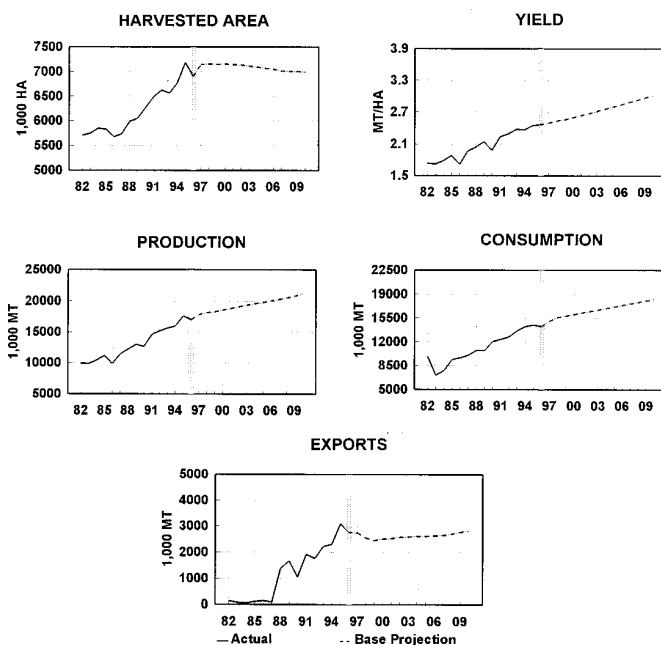 HARVESTED AREA
7500
7000
6500
6000
5500
5000
1,000 HA
82 85 88 91 94 97 00 03 06 09
YIELD
3.9
3.3
2.7
2.1
1.5
MT/HA
82 85 88 91 94 97 00 03 06 09
PRODUCTION
25000
20000
15000
10000
5000
1,000 MT
82 85 88 91 94 97 00 03 06 09
CONSUMPTION
22500
19000
15500
12000
8500
5000
1,000 MT
82 85 88 91 94 97 00 03 06 09
EXPORTS
5000
4000
3000
2000
1000
0
1,000 MT
82 85 88 91 94 97 00 03 06 09
— Actual -- Base Projection